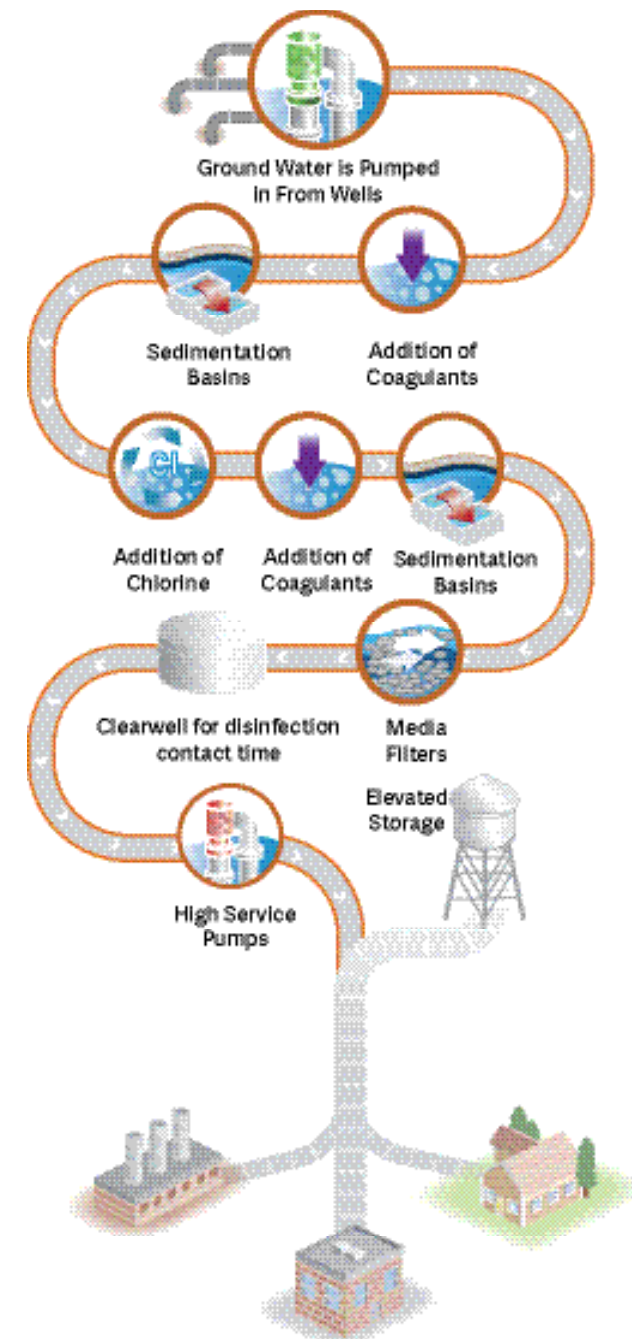 Ground Water is Pumped
in From Wells
Sedimentation
Basins
Addition of
Coagulants
Cl
Addition of
Chlorine
Addition of
Coagulants
Sedimentation
Basins
Clearwell for disinfection
contact time
Media
Filters
Elevated
Storage
High Service
Pumps